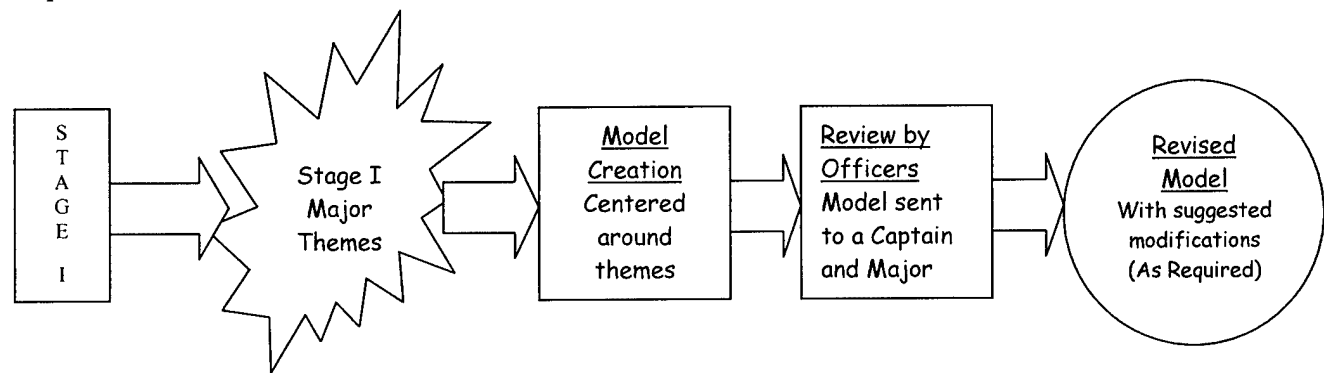 S
T
A
G
E
I
Stage I
Major
Themes
Model
Creation
Centered
around
themes
Review by
Officers
Model sent
to a Captain
and Major
Revised
Model
With suggested
modifications
(As Required)